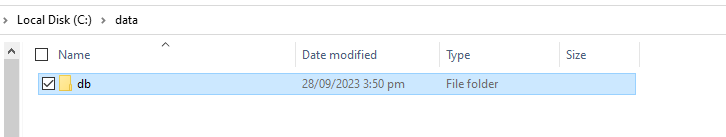 Local Disk (C:) > data
Name Date modified Type Size
db 28/09/2023 3:50 pm File folder